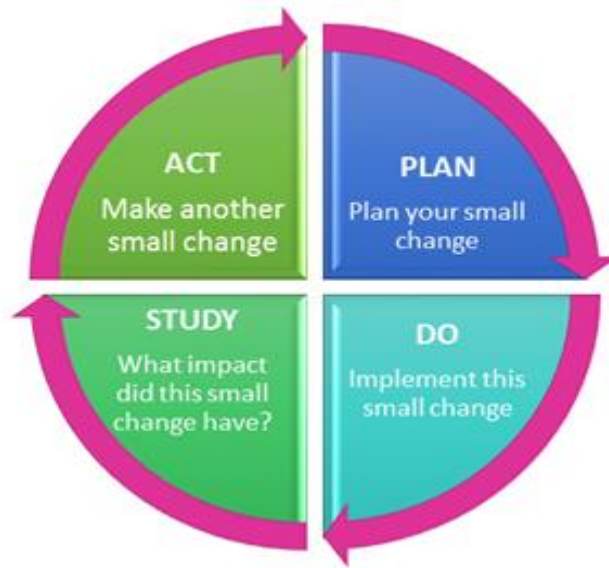 ACT
Make another
small change
PLAN
Plan your small
change
STUDY
What impact
did this small
change have?
DO
Implement this
small change